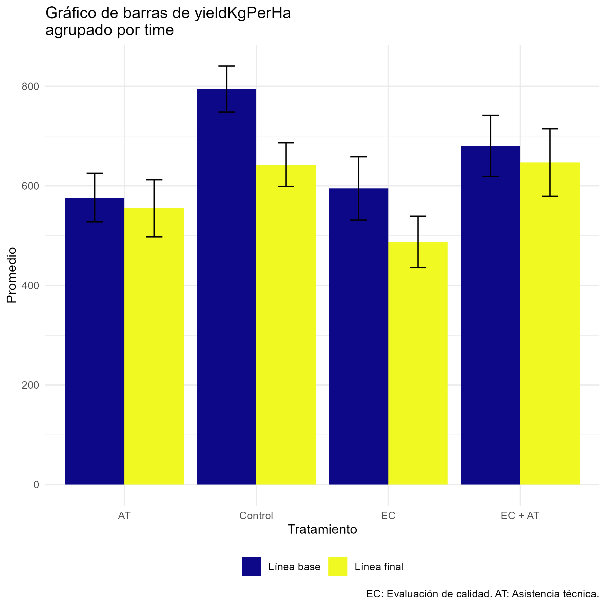 Gráfico de barras de yieldKgPerHa
agrupado por time
Promedio
800
600
400
200
0
AT
Control
EC
EC + AT
Tratamiento
Línea base
Línea final
EC: Evaluación de calidad. AT: Asistencia técnica.